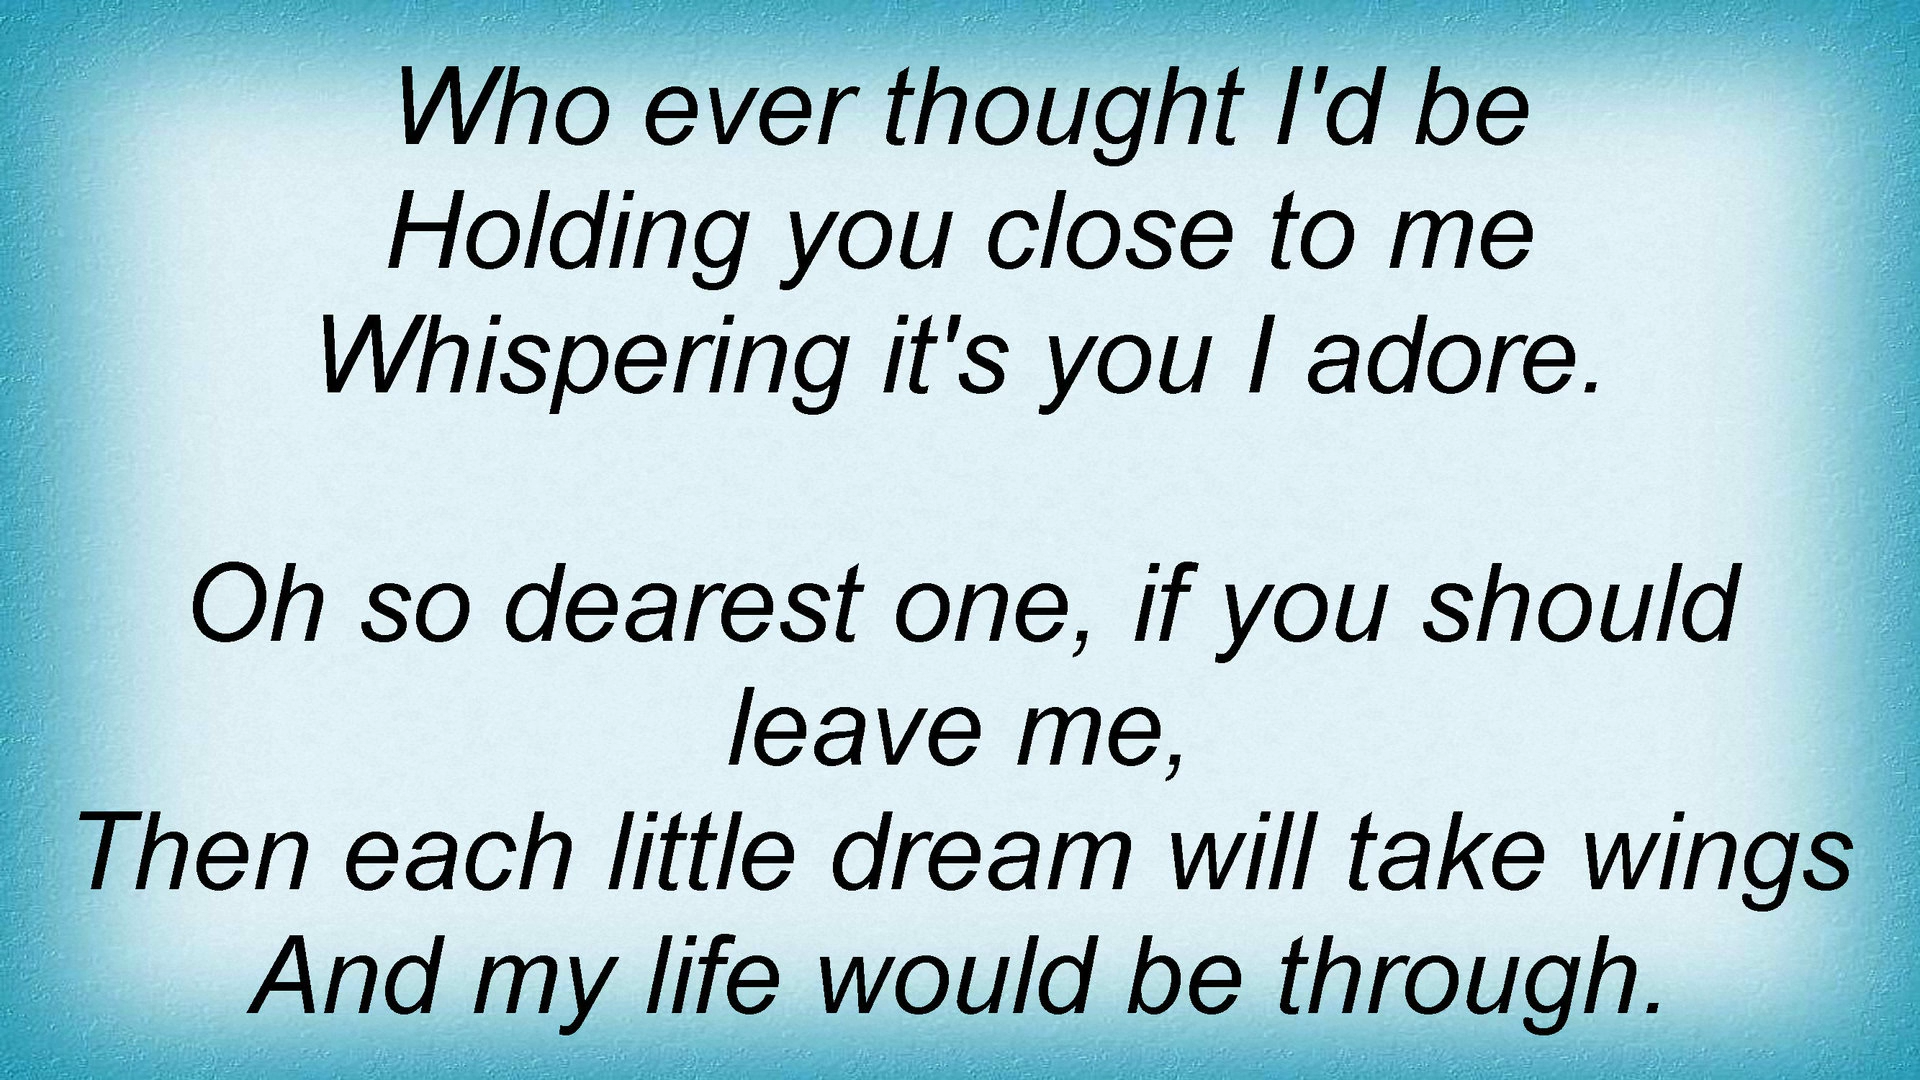 Who ever thought I'd be
Holding you close to me
Whispering it's you I adore.
Oh so dearest one, if you should
leave me,
Then each little dream will take wings
And my life would be through.